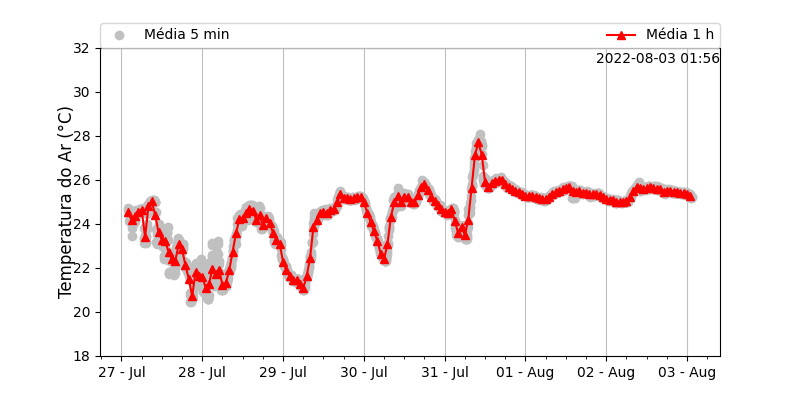 Média 5 min
Média 1 h
2022-08-03 01:56
Temperatura do Ar (°C)
32
30
28
26
24
22
20
18
27 - Jul
28 - Jul
29 - Jul
30 - Jul
31 - Jul
01 - Aug
02 - Aug
03 - Aug